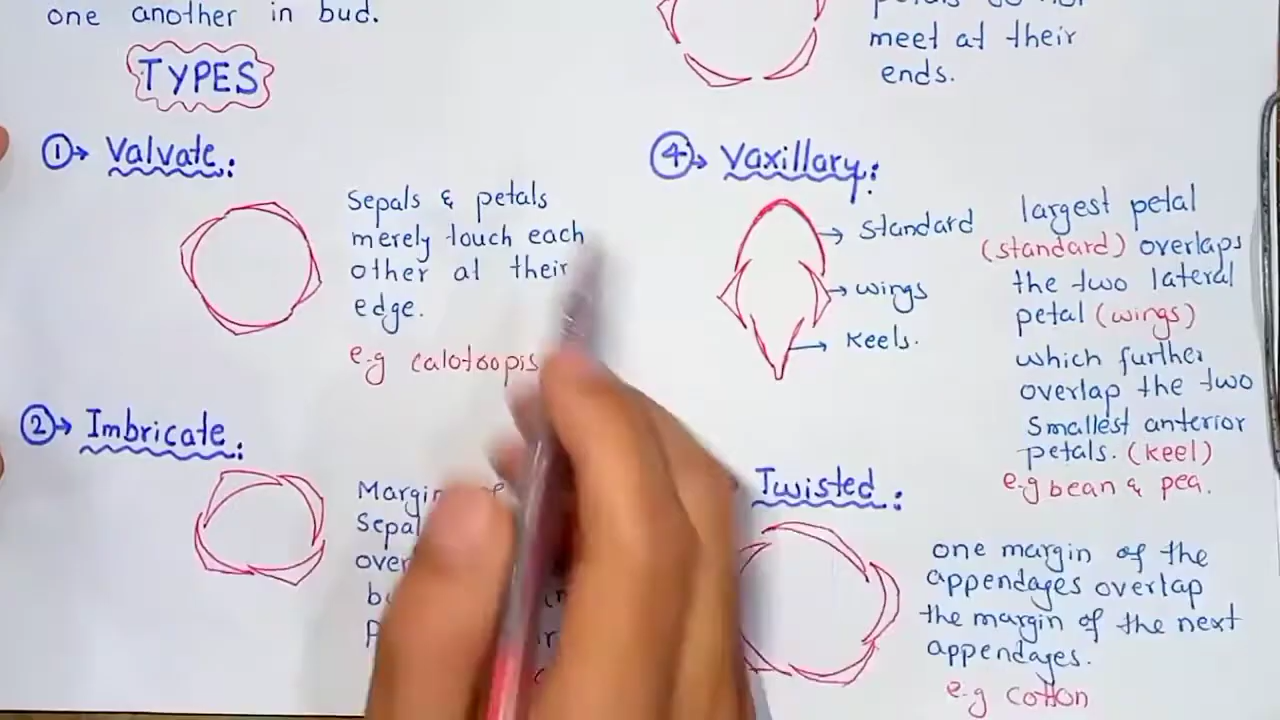 one another in bud.
TYPES
① → Valvate:
Sepals & petals
merely touch each
other at their
edge.
e.g calotoopis
② → Imbricate:
Margin
Sepal
over
meet at their
ends.
④ → Vaxillary:
Standard
wings
Keels.
largest petal
(standard) overlaps
the two lateral
petal (wings)
which further
overlap the two
Smallest anterior
petals. (keel)
e.g bean & pea.
Twisted:
one margin of the
appendages overlap
the margin of the next
appendages.
e.g cotton